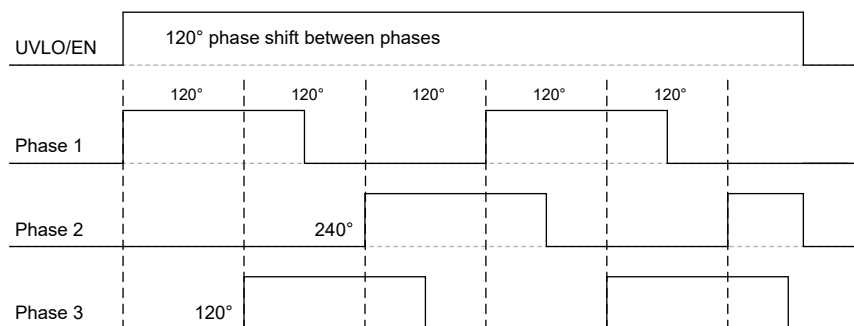 UVLO/EN
120° phase shift between phases
120° 120° 120° 120° 120°
Phase 1
Phase 2
240°
Phase 3
120°